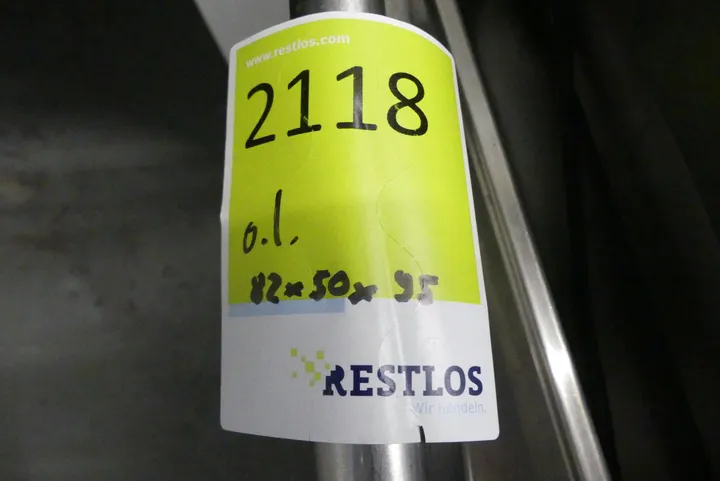 www.restlos.com
2118
o.l.
82x50x95
RESTLOS
Wir handeln.